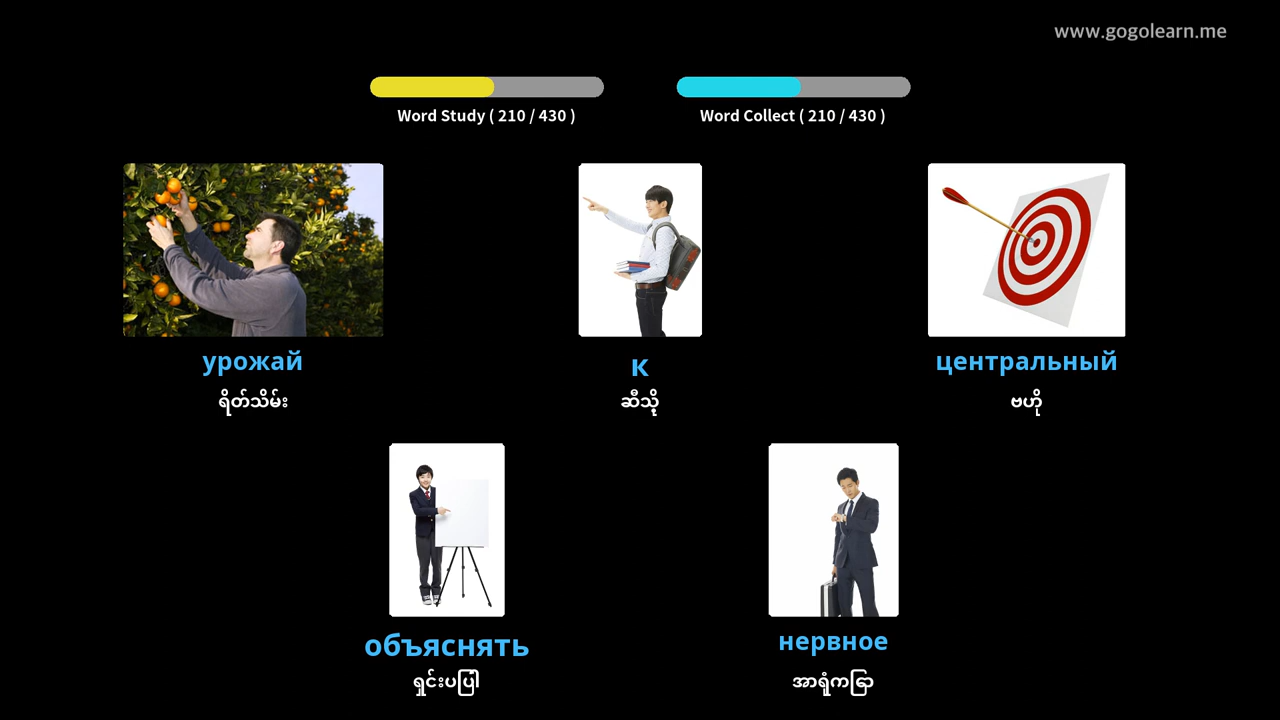 www.gogolearn.me
Word Study ( 210 / 430 )
Word Collect ( 210 / 430 )
урожай
ရိတ်သိမ်း
к
ဆီသို့
центральный
ဗဟို
объяснять
ရှင်းပပြါ
нервное
အာရုံကြော